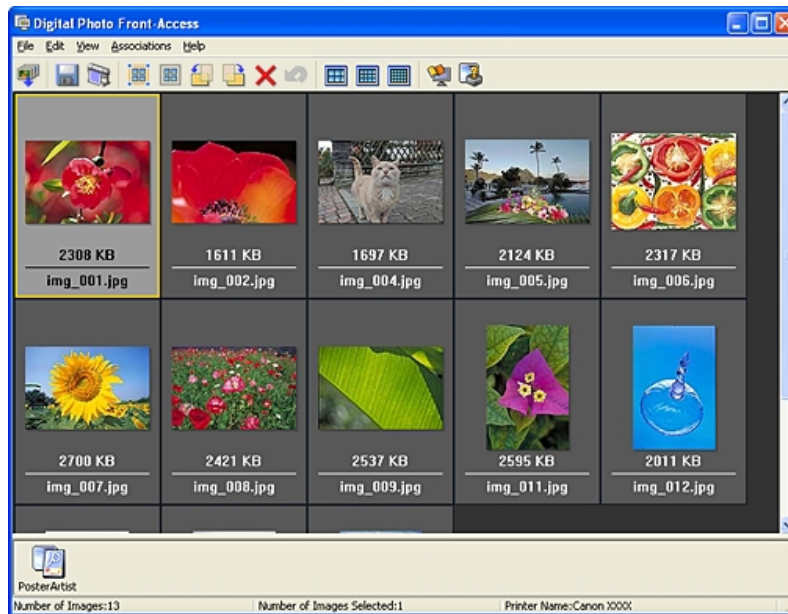 Digital Photo Front-Access
File Edit View Associations Help
2308 KB 1611 KB 1697 KB 2124 KB 2317 KB
img_001.jpg img_002.jpg img_004.jpg img_005.jpg img_006.jpg
2700 KB 2421 KB 2537 KB 2595 KB 2011 KB
img_007.jpg img_008.jpg img_009.jpg img_011.jpg img_012.jpg
PosterArtist
Number of Images:13 Number of Images Selected:1 Printer Name:Canon XXXX